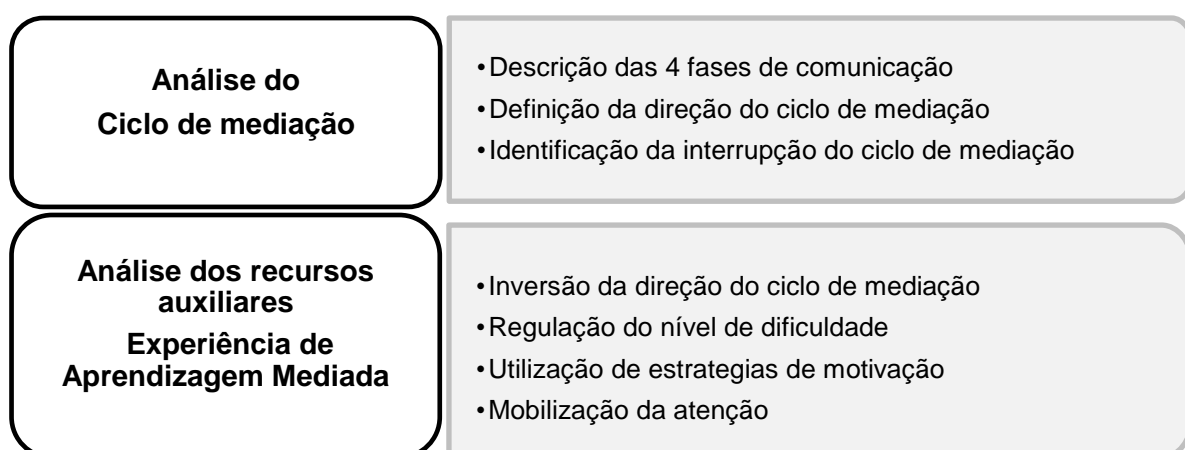 Análise do
Ciclo de mediação
•Descrição das 4 fases de comunicação
•Definição da direção do ciclo de mediação
•Identificação da interrupção do ciclo de mediação
Análise dos recursos
auxiliares
Experiência de
Aprendizagem Mediada
•Inversão da direção do ciclo de mediação
•Regulação do nível de dificuldade
•Utilização de estrategias de motivação
•Mobilização da atenção